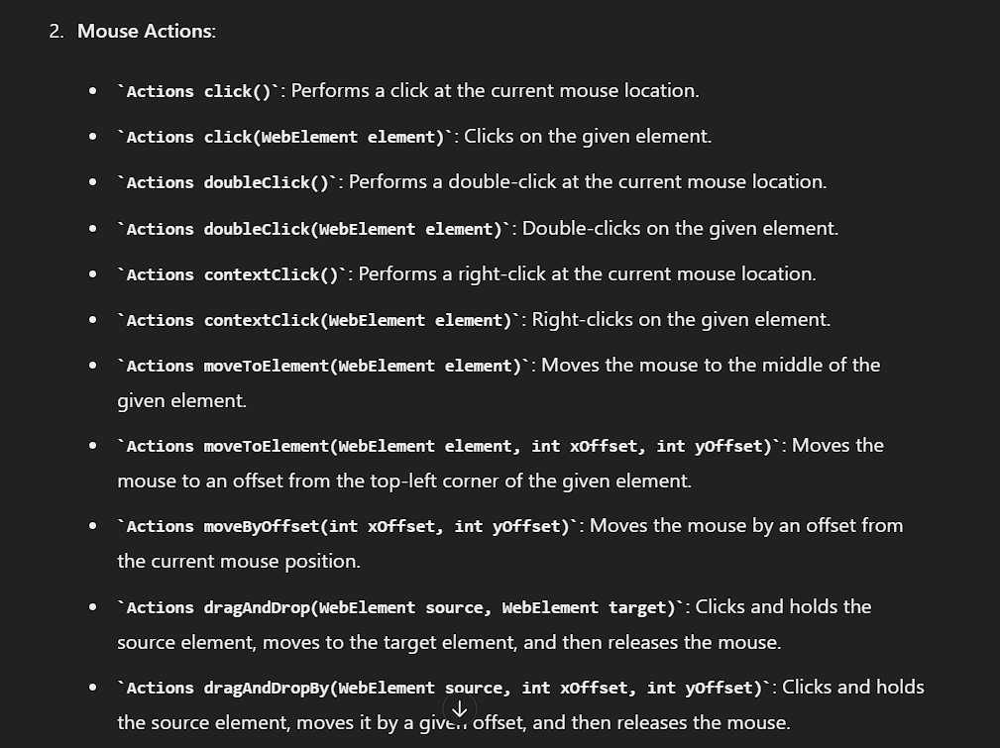 2. Mouse Actions:
• `Actions click()`: Performs a click at the current mouse location.
• `Actions click(WebElement element)`: Clicks on the given element.
• `Actions doubleClick()`: Performs a double-click at the current mouse location.
• `Actions doubleClick(WebElement element)`: Double-clicks on the given element.
• `Actions contextClick()`: Performs a right-click at the current mouse location.
• `Actions contextClick(WebElement element)`: Right-clicks on the given element.
• `Actions moveToElement(WebElement element)`: Moves the mouse to the middle of the
given element.
• `Actions moveToElement(WebElement element, int xOffset, int yOffset)`: Moves the
mouse to an offset from the top-left corner of the given element.
• `Actions moveByOffset(int xOffset, int yOffset)`: Moves the mouse by an offset from
the current mouse position.
• `Actions dragAndDrop(WebElement source, WebElement target)`: Clicks and holds the
source element, moves to the target element, and then releases the mouse.
• `Actions dragAndDropBy(WebElement source, int xOffset, int yOffset)`: Clicks and holds
the source element, moves it by a given offset, and then releases the mouse.